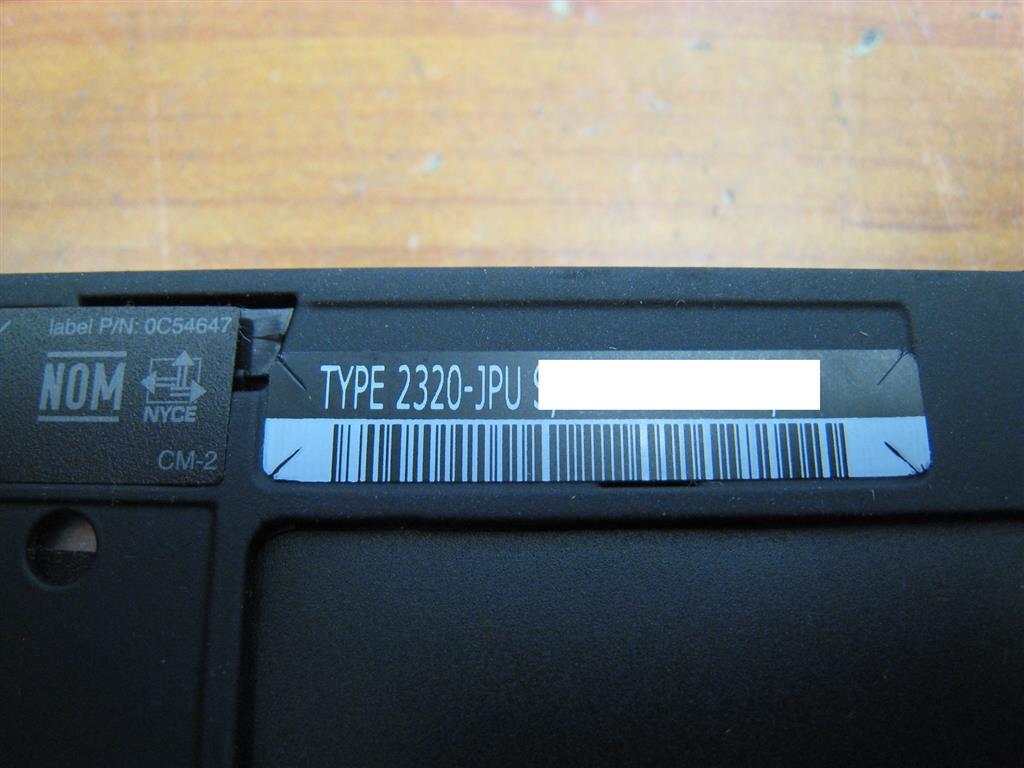 label P/N: 0C54647
NOM
NYCE
CM-2
TYPE 2320-JPU